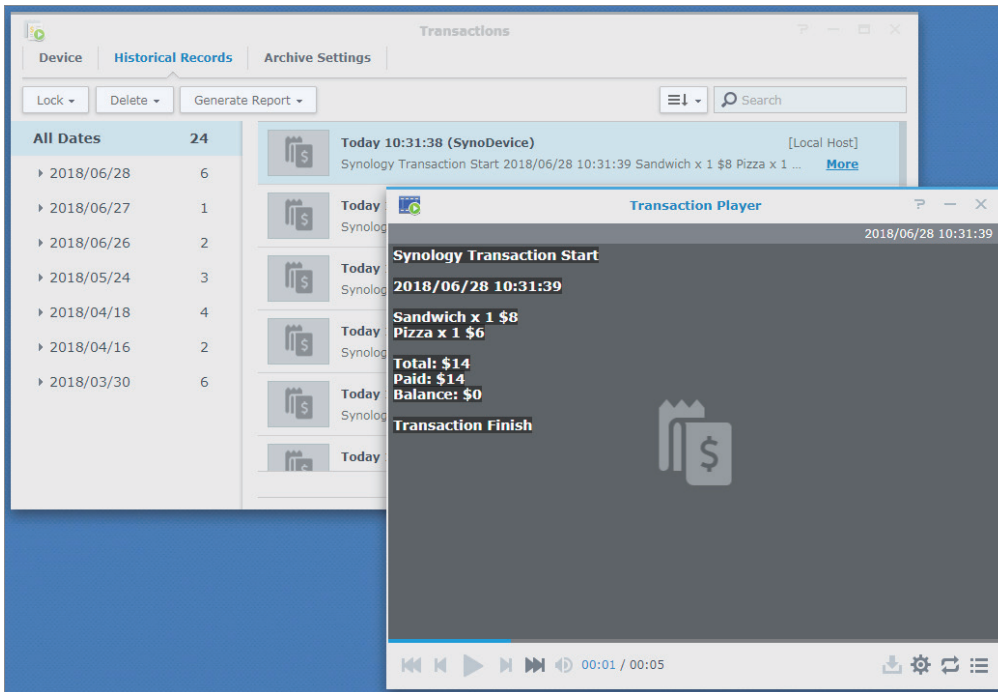 Transactions
Device Historical Records Archive Settings
Lock Delete Generate Report Search
All Dates 24
2018/06/28 6
2018/06/27 1
2018/06/26 2
2018/05/24 3
2018/04/18 4
2018/04/16 2
2018/03/30 6
Today 10:31:38 (SynoDevice) [Local Host]
Synology Transaction Start 2018/06/28 10:31:39 Sandwich x 1 $8 Pizza x 1 ... More
Today
Today
Today
Today
Today
Transaction Player
2018/06/28 10:31:39
Synology Transaction Start
2018/06/28 10:31:39
Sandwich x 1 $8
Pizza x 1 $6
Total: $14
Paid: $14
Balance: $0
Transaction Finish
00:01 / 00:05